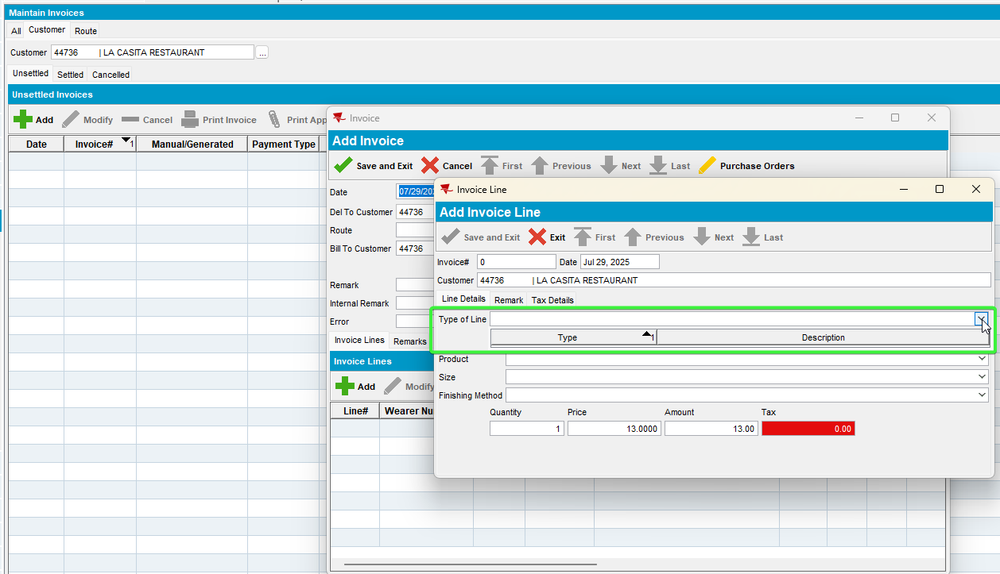 Maintain Invoices
All Customer Route
Customer 44736 | LA CASITA RESTAURANT ...
Unsettled Settled Cancelled
Unsettled Invoices
Add Modify Cancel Print Invoice Print App
Date Invoice# 1 Manual/Generated Payment Type
Invoice
Add Invoice
Save and Exit Cancel First Previous Next Last Purchase Orders
Date 07/29/20
Del To Customer 44736
Route
Bill To Customer 44736
Remark
Internal Remark
Error
Invoice Lines Remarks
Invoice Lines
Add Modify
Line# Wearer Nu
Invoice Line
Add Invoice Line
Save and Exit Exit First Previous Next Last
Invoice# 0 Date Jul 29, 2025
Customer 44736 | LA CASITA RESTAURANT
Line Details Remark Tax Details
Type of Line
Type 1 Description
Product
Size
Finishing Method
Quantity Price Amount Tax
1 13.0000 13.00 0.00